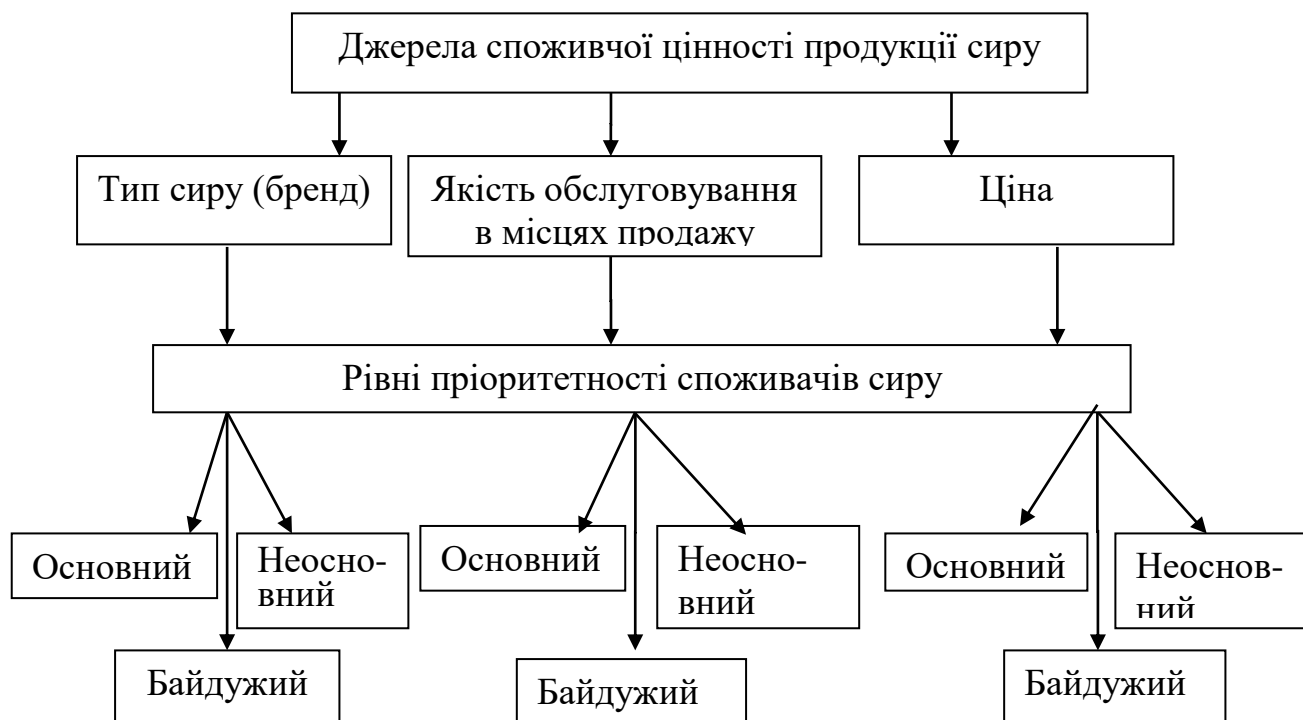 Джерела споживчої цінності продукції сиру
Тип сиру (бренд)
Якість обслуговування
в місцях продажу
Ціна
Рівні пріоритетності споживачів сиру
Основний
Неосно-
вний
Байдужий
Основний
Неосно-
вний
Байдужий
Основний
Неоснов-
ний
Байдужий